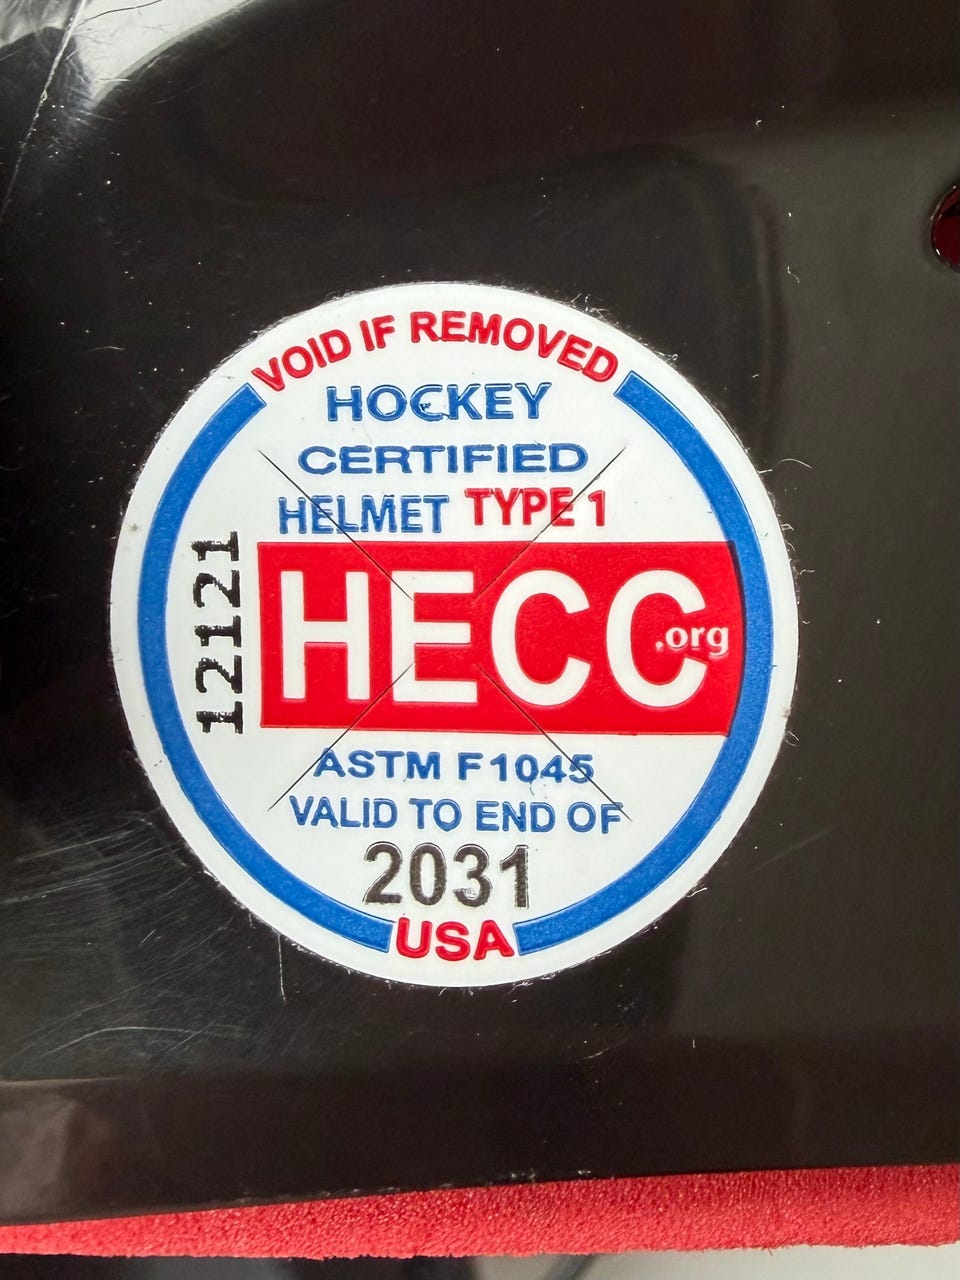 VOID IF REMOVED
HOCKEY
CERTIFIED
HELMET TYPE 1
12121
HECC.org
ASTM F1045
VALID TO END OF
2031
USA